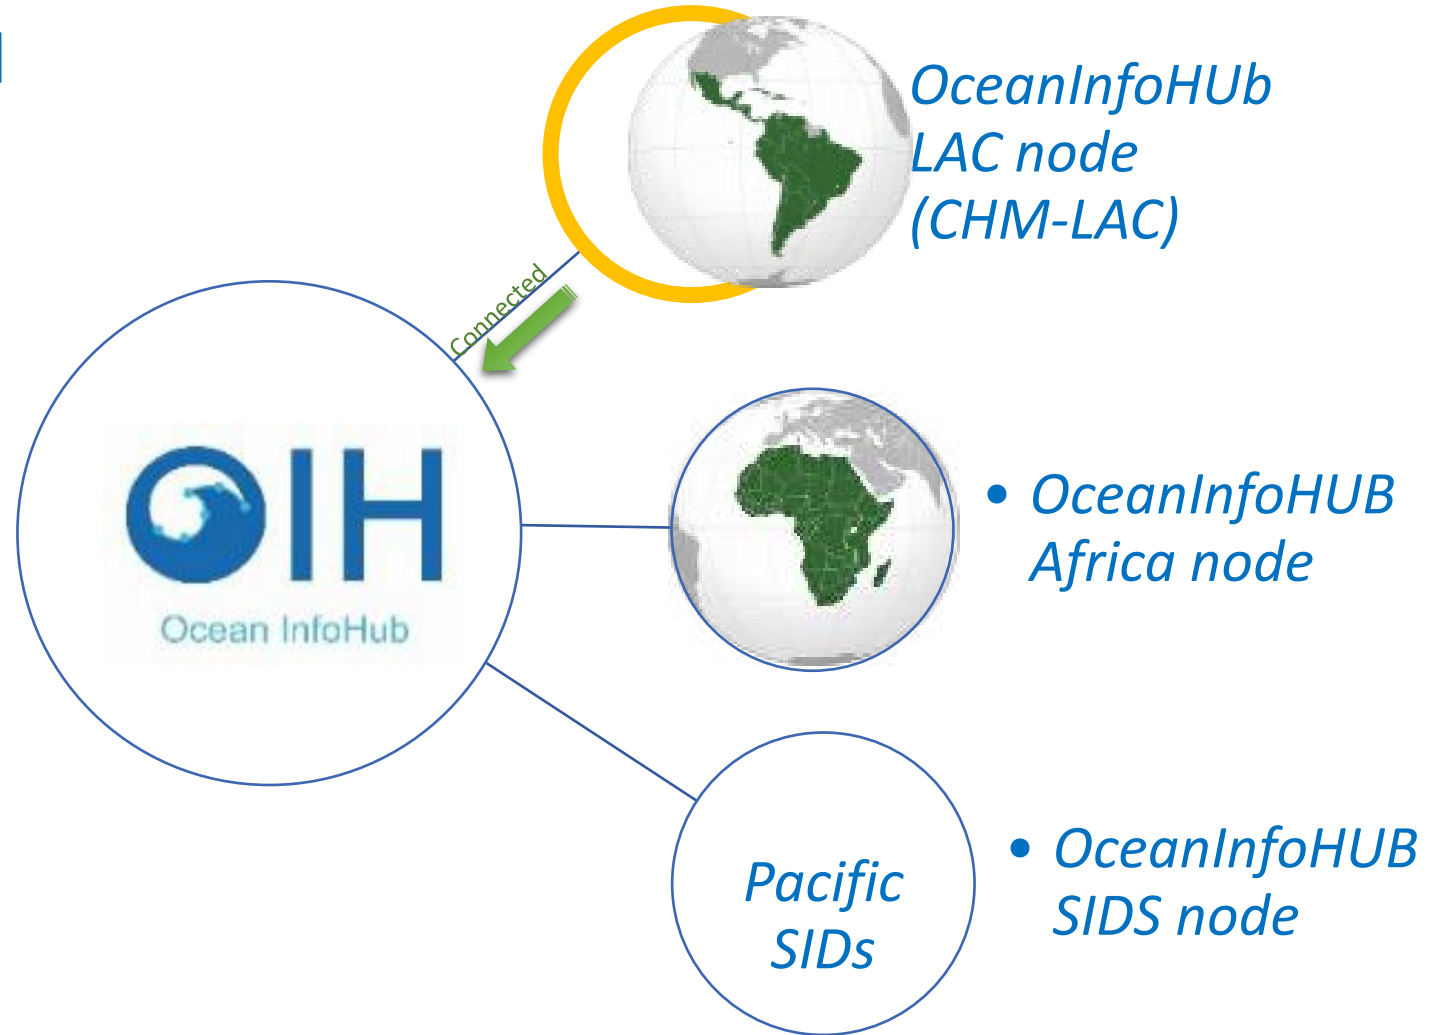 OceanInfoHUb
LAC node
(CHM-LAC)
Connected
OIH
Ocean InfoHub
• OceanInfoHUB
Africa node
Pacific
SIDs
• OceanInfoHUB
SIDS node